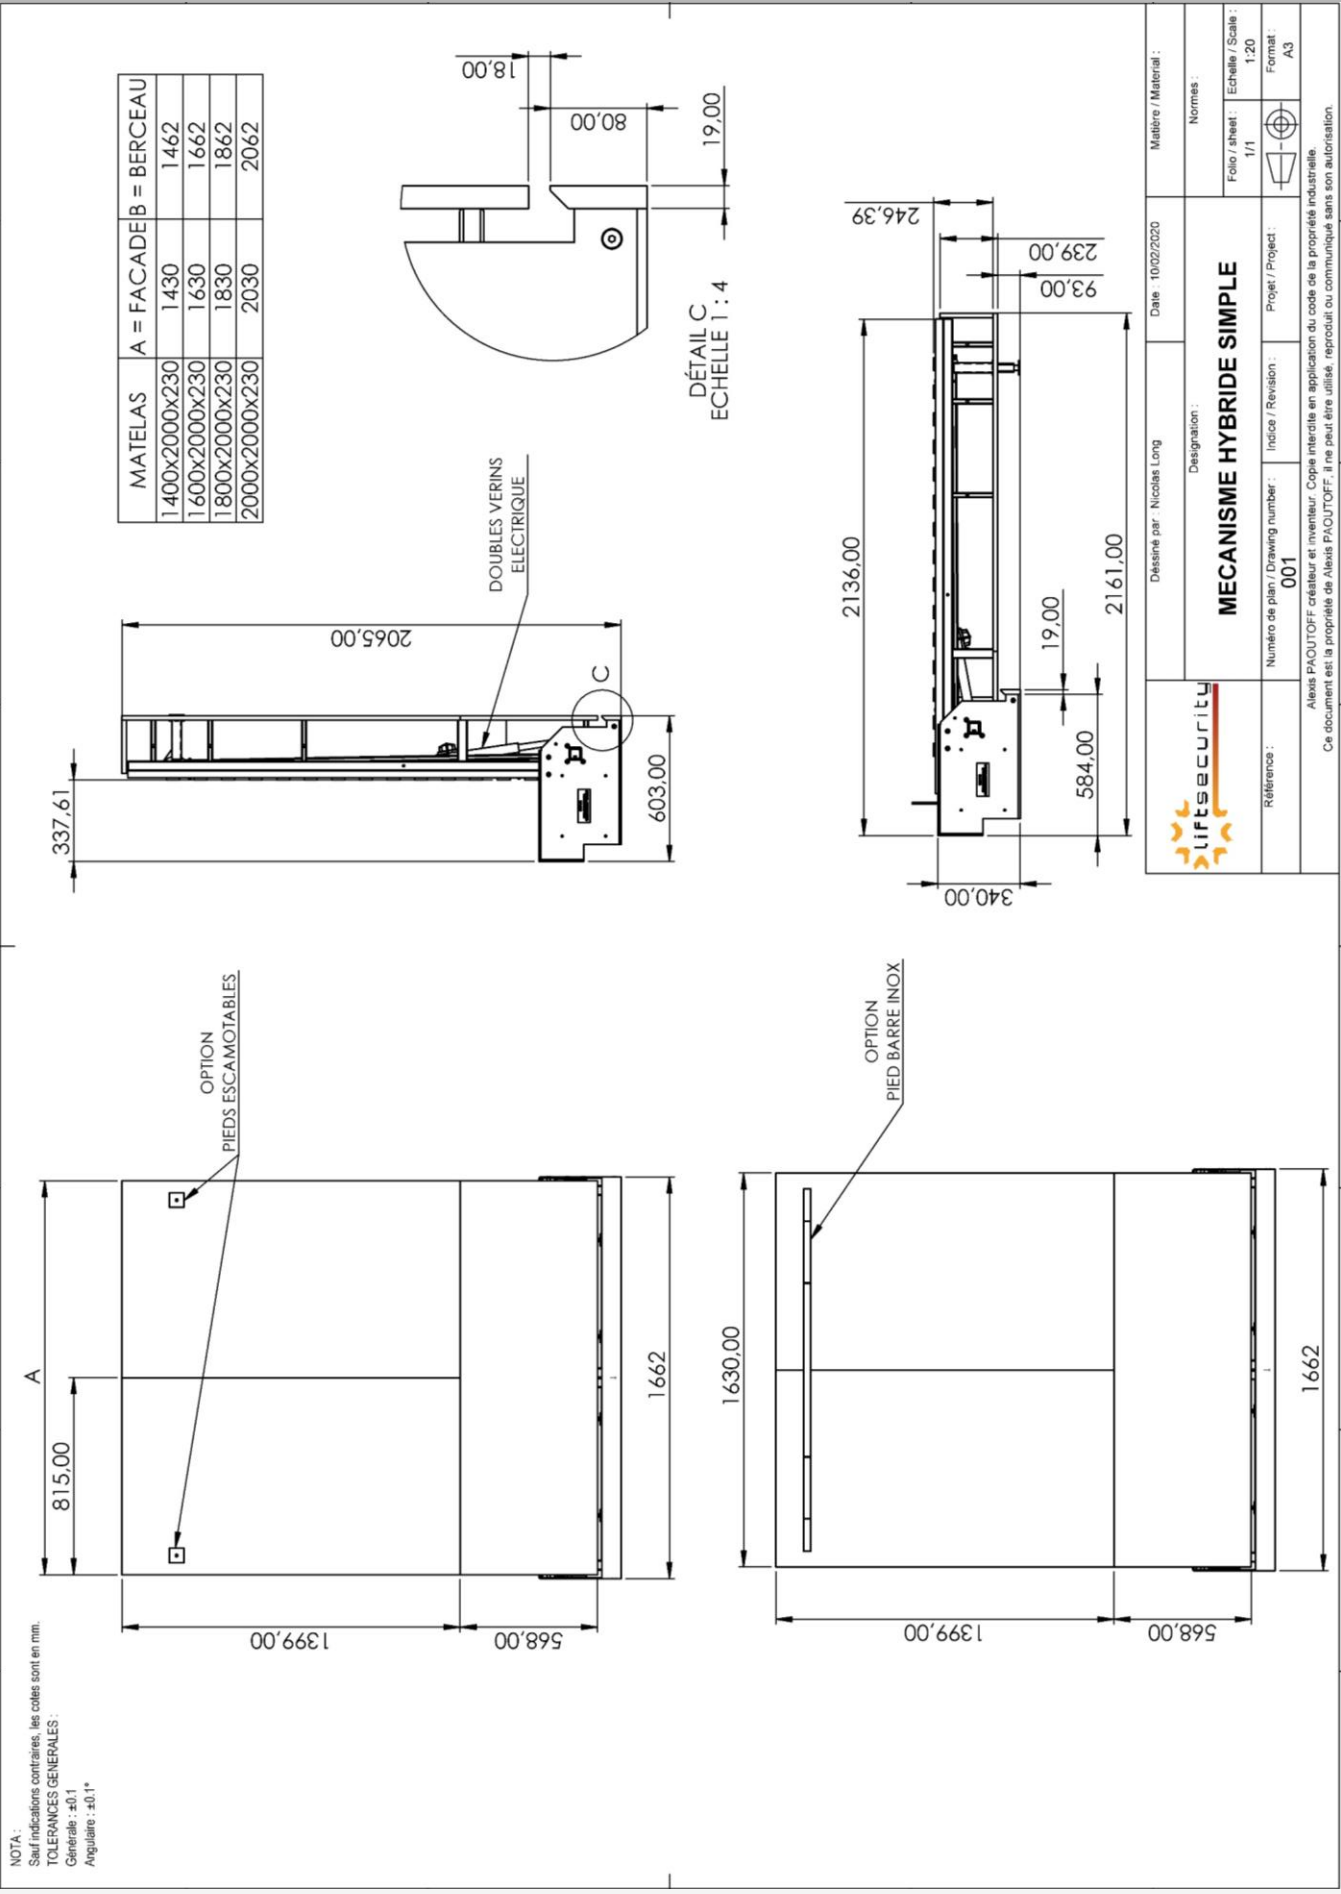 NOTA :
Sauf indications contraires, les cotes sont en mm.
TOLERANCES GENERALES :
Générale : ±0.1
Angulaire : ±0.1°
A
815,00
OPTION
PIEDS ESCAMOTABLES
1399,00
568,00
1662
337,61
2065,00
603,00
C
DOUBLES VERINS
ELECTRIQUE
MATELAS A = FACADE B = BERCEAU
1400x2000x230 1430 1462
1600x2000x230 1630 1662
1800x2000x230 1830 1862
2000x2000x230 2030 2062
18,00
80,00
19,00
DÉTAIL C
ECHELLE 1 : 4
1630,00
OPTION
PIED BARRE INOX
1399,00
568,00
1662
2136,00
246,39
239,00
93,00
340,00
19,00
584,00
2161,00
liftsecurity
Déssiné par : Nicolas Long
Date : 10/02/2020
Matière / Material :
Designation :
MECANISME HYBRIDE SIMPLE
Normes :
Folio / sheet :
1/1
Echelle / Scale :
1:20
Référence :
Numéro de plan / Drawing number :
001
Indice / Revision :
Projet / Project :
Format :
A3
Alexis PAOUTOFF créateur et inventeur. Copie interdite en application du code de la propriété industrielle.
Ce document est la propriété de Alexis PAOUTOFF, il ne peut être utilisé, reproduit ou communiqué sans son autorisation.